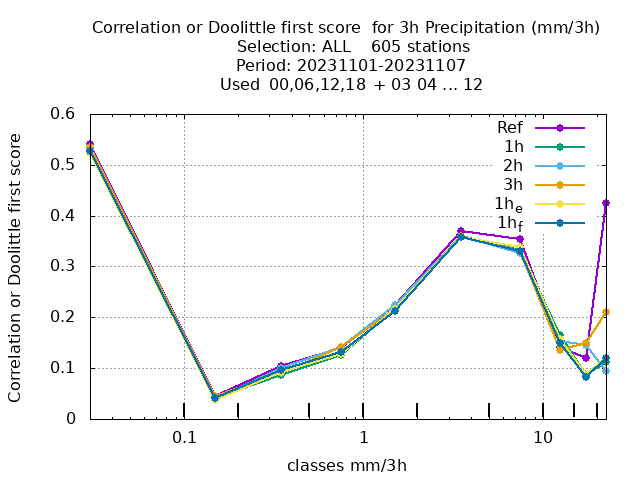 Correlation or Doolittle first score  for 3h Precipitation (mm/3h)
Selection: ALL    605 stations
Period: 20231101-20231107
Used  00,06,12,18  + 03 04 ... 12
Correlation or Doolittle first score
0.6
0.5
0.4
0.3
0.2
0.1
0
Ref
1h
2h
3h
1he
1hf
0.1
1
10
classes mm/3h